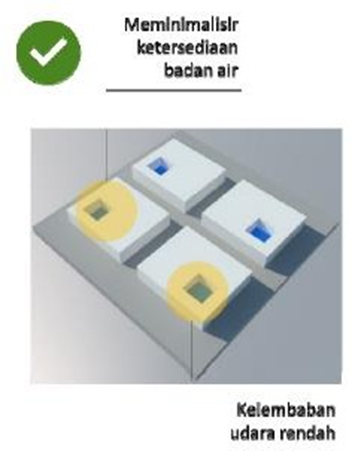 Meminimalisir
ketersediaan
badan air
Kelembaban
udara rendah